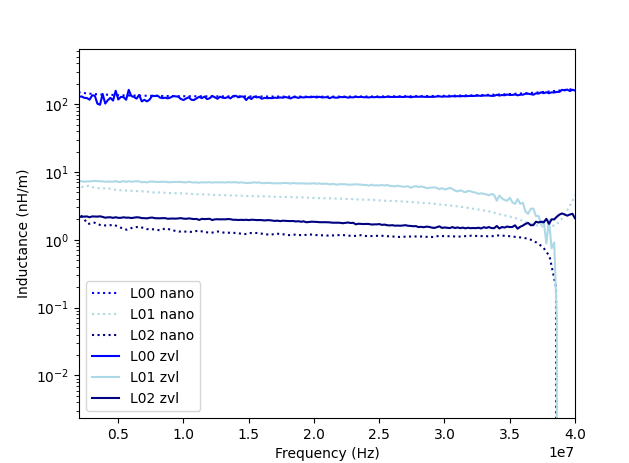 10²
10¹
10⁰
10⁻¹
10⁻²
Inductance (nH/m)
L00 nano
L01 nano
L02 nano
L00 zvl
L01 zvl
L02 zvl
0.5 1.0 1.5 2.0 2.5 3.0 3.5 4.0
Frequency (Hz)
1e7